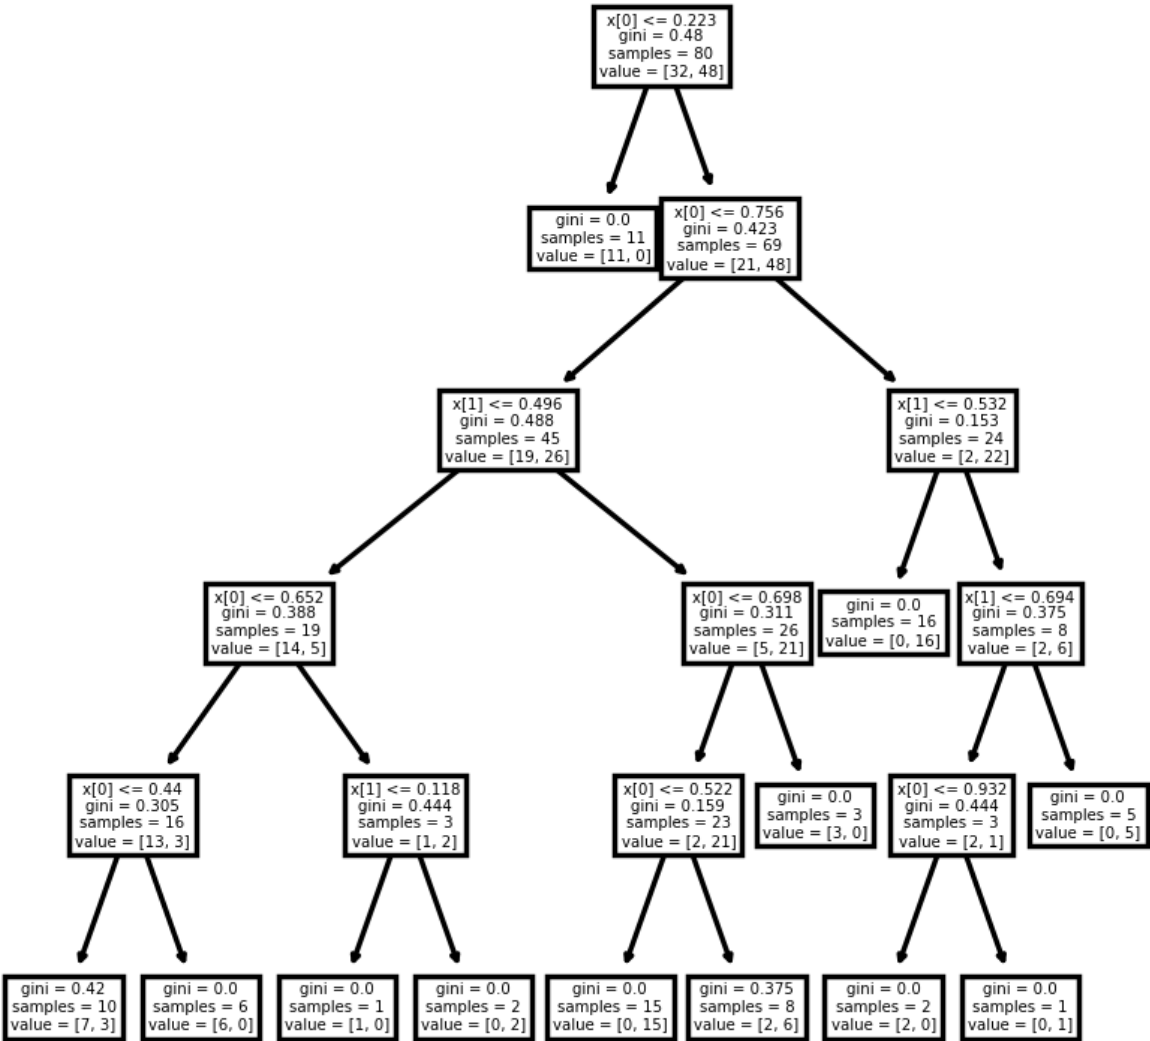 x[0] <= 0.223
gini = 0.48
samples = 80
value = [32, 48]
gini = 0.0
samples = 11
value = [11, 0]
x[0] <= 0.756
gini = 0.423
samples = 69
value = [21, 48]
x[1] <= 0.496
gini = 0.488
samples = 45
value = [19, 26]
x[1] <= 0.532
gini = 0.153
samples = 24
value = [2, 22]
x[0] <= 0.652
gini = 0.388
samples = 19
value = [14, 5]
x[0] <= 0.698
gini = 0.311
samples = 26
value = [5, 21]
gini = 0.0
samples = 16
value = [0, 16]
x[1] <= 0.694
gini = 0.375
samples = 8
value = [2, 6]
x[0] <= 0.44
gini = 0.305
samples = 16
value = [13, 3]
x[1] <= 0.118
gini = 0.444
samples = 3
value = [1, 2]
x[0] <= 0.522
gini = 0.159
samples = 23
value = [2, 21]
gini = 0.0
samples = 3
value = [3, 0]
x[0] <= 0.932
gini = 0.444
samples = 3
value = [2, 1]
gini = 0.0
samples = 5
value = [0, 5]
gini = 0.42
samples = 10
value = [7, 3]
gini = 0.0
samples = 6
value = [6, 0]
gini = 0.0
samples = 1
value = [1, 0]
gini = 0.0
samples = 2
value = [0, 2]
gini = 0.0
samples = 15
value = [0, 15]
gini = 0.375
samples = 8
value = [2, 6]
gini = 0.0
samples = 2
value = [2, 0]
gini = 0.0
samples = 1
value = [0, 1]